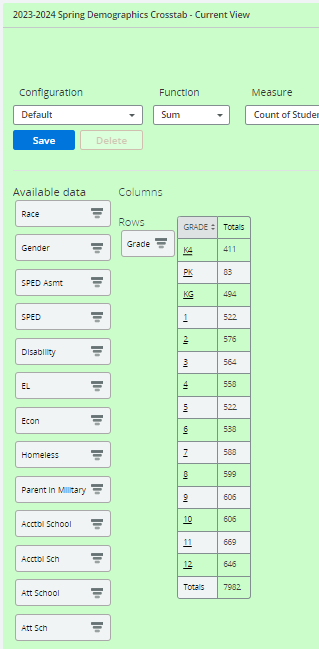 2023-2024 Spring Demographics Crosstab - Current View
Configuration Function Measure
Default Sum Count of Studen
Save Delete
Available data Columns
Race
Gender
SPED Asmt
SPED
Disability
EL
Econ
Homeless
Parent in Military
Acctbl School
Acctbl Sch
Att School
Att Sch
Rows
Grade
GRADE Totals
K4 411
PK 83
KG 494
1 522
2 576
3 564
4 558
5 522
6 538
7 588
8 599
9 606
10 606
11 669
12 646
Totals 7982